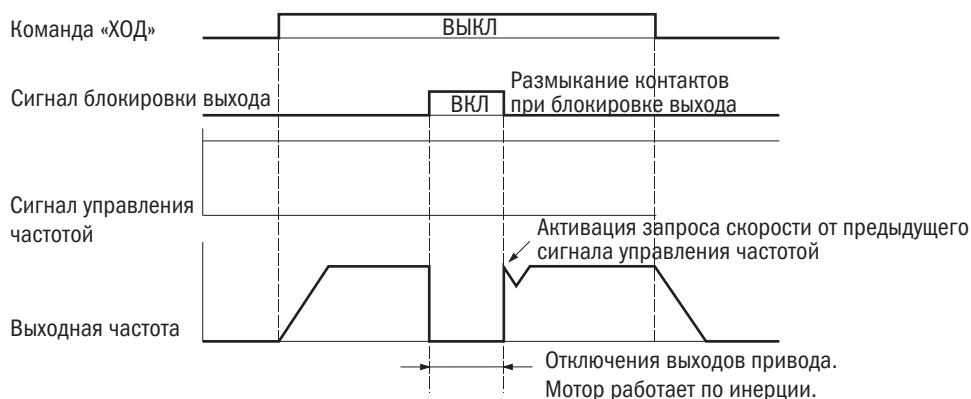 Команда «ХОД»
ВЫКЛ
Сигнал блокировки выхода
ВКЛ
Размыкание контактов
при блокировке выхода
Сигнал управления
частотой
Активация запроса скорости от предыдущего
сигнала управления частотой
Выходная частота
Отключения выходов привода.
Мотор работает по инерции.